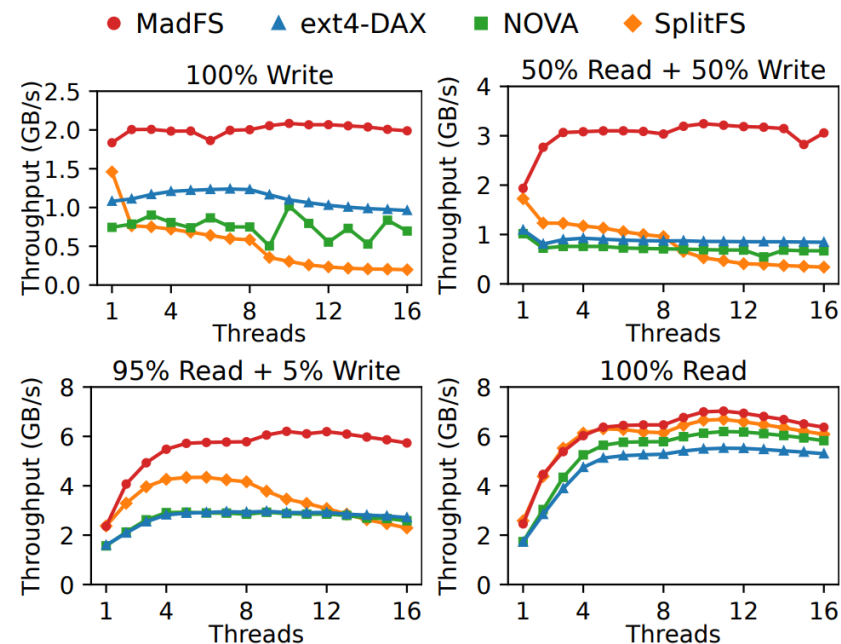 MadFS ext4-DAX NOVA SplitFS
100% Write
Throughput (GB/s)
2.5
2.0
1.5
1.0
0.5
0.0
1 4 8 12 16
Threads
50% Read + 50% Write
Throughput (GB/s)
4
3
2
1
0
1 4 8 12 16
Threads
95% Read + 5% Write
Throughput (GB/s)
8
6
4
2
0
1 4 8 12 16
Threads
100% Read
Throughput (GB/s)
8
6
4
2
0
1 4 8 12 16
Threads